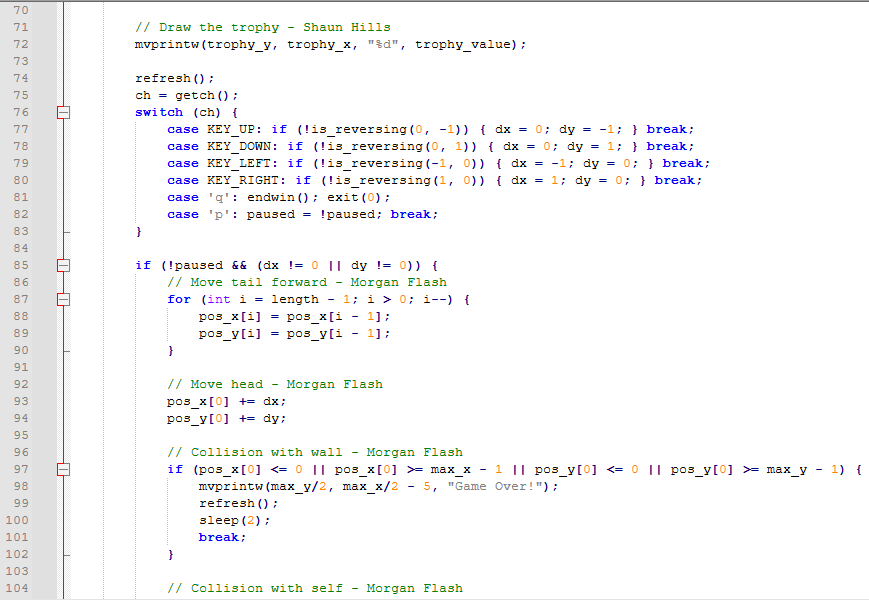 70
71 // Draw the trophy - Shaun Hills
72 mvprintw(trophy_y, trophy_x, "%d", trophy_value);
73
74 refresh();
75 ch = getch();
76 switch (ch) {
77 case KEY_UP: if (!is_reversing(0, -1)) { dx = 0; dy = -1; } break;
78 case KEY_DOWN: if (!is_reversing(0, 1)) { dx = 0; dy = 1; } break;
79 case KEY_LEFT: if (!is_reversing(-1, 0)) { dx = -1; dy = 0; } break;
80 case KEY_RIGHT: if (!is_reversing(1, 0)) { dx = 1; dy = 0; } break;
81 case 'q': endwin(); exit(0);
82 case 'p': paused = !paused; break;
83 }
84
85 if (!paused && (dx != 0 || dy != 0)) {
86 // Move tail forward - Morgan Flash
87 for (int i = length - 1; i > 0; i--) {
88 pos_x[i] = pos_x[i - 1];
89 pos_y[i] = pos_y[i - 1];
90 }
91
92 // Move head - Morgan Flash
93 pos_x[0] += dx;
94 pos_y[0] += dy;
95
96 // Collision with wall - Morgan Flash
97 if (pos_x[0] <= 0 || pos_x[0] >= max_x - 1 || pos_y[0] <= 0 || pos_y[0] >= max_y - 1) {
98 mvprintw(max_y/2, max_x/2 - 5, "Game Over!");
99 refresh();
100 sleep(2);
101 break;
102 }
103
104 // Collision with self - Morgan Flash